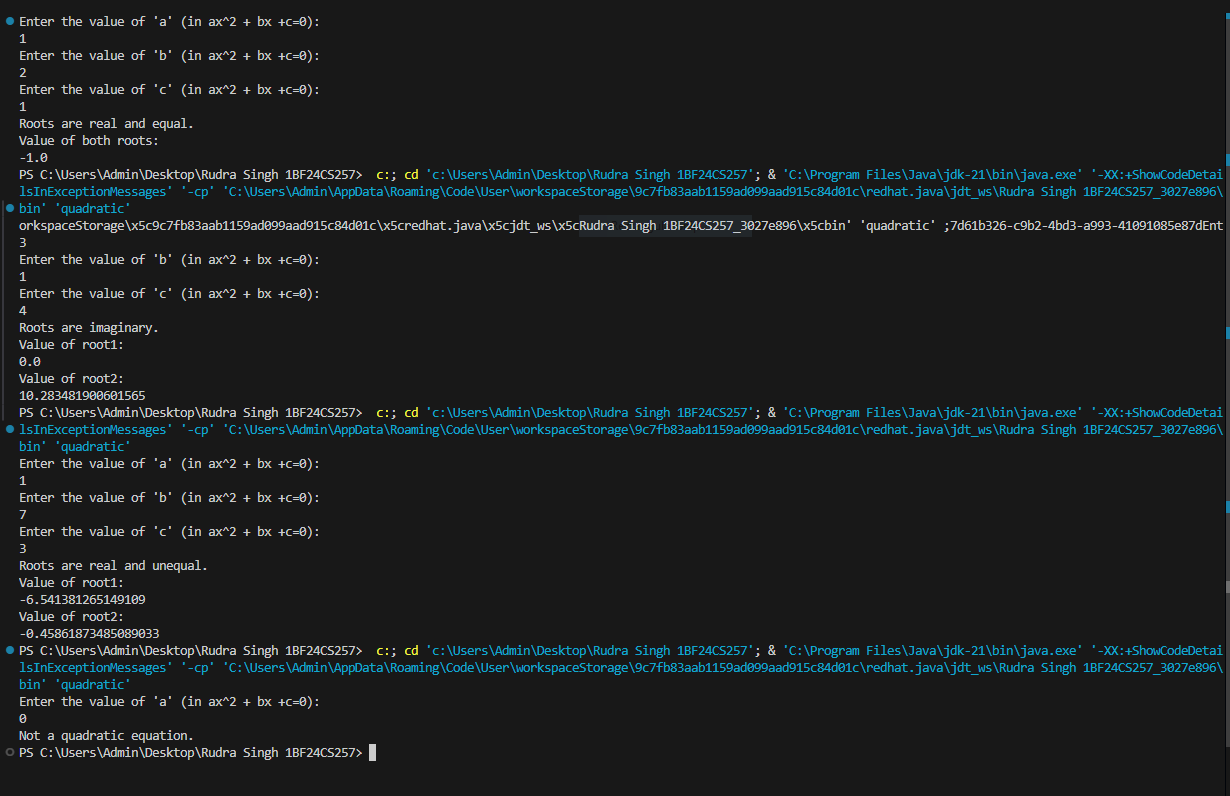 Enter the value of 'a' (in ax^2 + bx +c=0):
1
Enter the value of 'b' (in ax^2 + bx +c=0):
2
Enter the value of 'c' (in ax^2 + bx +c=0):
1
Roots are real and equal.
Value of both roots:
-1.0
PS C:\Users\Admin\Desktop\Rudra Singh 1BF24CS257>  c:; cd 'c:\Users\Admin\Desktop\Rudra Singh 1BF24CS257'; & 'C:\Program Files\Java\jdk-21\bin\java.exe' '-XX:+ShowCodeDetai
lsInExceptionMessages' '-cp' 'C:\Users\Admin\AppData\Roaming\Code\User\workspaceStorage\9c7fb83aab1159ad099aad915c84d01c\redhat.java\jdt_ws\Rudra Singh 1BF24CS257_3027e896\
bin' 'quadratic'
orkspaceStorage\x5c9c7fb83aab1159ad099aad915c84d01c\x5credhat.java\x5cjdt_ws\x5cRudra Singh 1BF24CS257_3027e896\x5cbin' 'quadratic' ;7d61b326-c9b2-4bd3-a993-41091085e87dEnt
3
Enter the value of 'b' (in ax^2 + bx +c=0):
1
Enter the value of 'c' (in ax^2 + bx +c=0):
4
Roots are imaginary.
Value of root1:
0.0
Value of root2:
10.283481900601565
PS C:\Users\Admin\Desktop\Rudra Singh 1BF24CS257>  c:; cd 'c:\Users\Admin\Desktop\Rudra Singh 1BF24CS257'; & 'C:\Program Files\Java\jdk-21\bin\java.exe' '-XX:+ShowCodeDetai
lsInExceptionMessages' '-cp' 'C:\Users\Admin\AppData\Roaming\Code\User\workspaceStorage\9c7fb83aab1159ad099aad915c84d01c\redhat.java\jdt_ws\Rudra Singh 1BF24CS257_3027e896\
bin' 'quadratic'
Enter the value of 'a' (in ax^2 + bx +c=0):
1
Enter the value of 'b' (in ax^2 + bx +c=0):
7
Enter the value of 'c' (in ax^2 + bx +c=0):
3
Roots are real and unequal.
Value of root1:
-6.541381265149109
Value of root2:
-0.45861873485089033
PS C:\Users\Admin\Desktop\Rudra Singh 1BF24CS257>  c:; cd 'c:\Users\Admin\Desktop\Rudra Singh 1BF24CS257'; & 'C:\Program Files\Java\jdk-21\bin\java.exe' '-XX:+ShowCodeDetai
lsInExceptionMessages' '-cp' 'C:\Users\Admin\AppData\Roaming\Code\User\workspaceStorage\9c7fb83aab1159ad099aad915c84d01c\redhat.java\jdt_ws\Rudra Singh 1BF24CS257_3027e896\
bin' 'quadratic'
Enter the value of 'a' (in ax^2 + bx +c=0):
0
Not a quadratic equation.
PS C:\Users\Admin\Desktop\Rudra Singh 1BF24CS257>